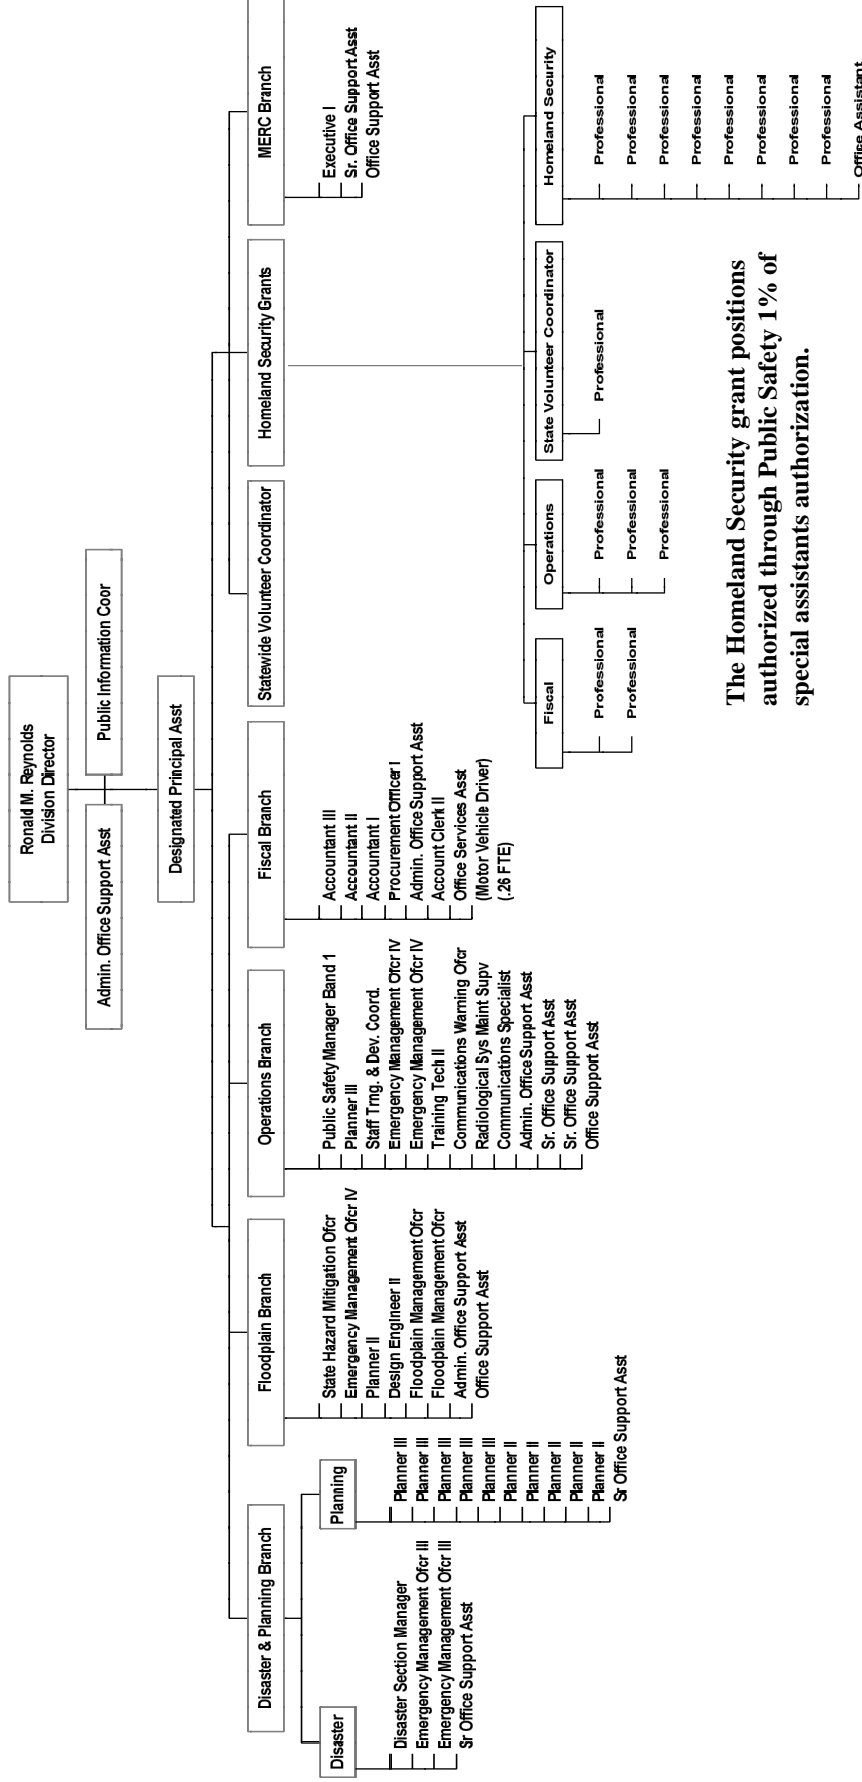 Ronald M. Reynolds
Division Director
Admin. Office Support Asst
Public Information Coor
Designated Principal Asst
Disaster & Planning Branch
Floodplain Branch
Operations Branch
Fiscal Branch
Statewide Volunteer Coordinator
Homeland Security Grants
MERC Branch
Disaster
Disaster Section Manager
Emergency Management Ofcr III
Emergency Management Ofcr III
Sr Office Support Asst
Planning
Planner III
Planner III
Planner III
Planner III
Planner III
Planner II
Planner II
Planner II
Planner II
Planner II
Sr Office Support Asst
State Hazard Mitigation Ofcr
Emergency Management Ofcr IV
Planner II
Design Engineer II
Floodplain Management Ofcr
Floodplain Management Ofcr
Admin. Office Support Asst
Office Support Asst
Public Safety Manager Band 1
Planner III
Staff Trng. & Dev. Coord.
Emergency Management Ofcr IV
Emergency Management Ofcr IV
Training Tech II
Communications Warning Ofcr
Radiological Sys Maint Supv
Communications Specialist
Admin. Office Support Asst
Sr. Office Support Asst
Sr. Office Support Asst
Office Support Asst
Accountant III
Accountant II
Accountant I
Procurement Officer I
Admin. Office Support Asst
Account Clerk II
Office Services Asst
(Motor Vehicle Driver)
(.26 FTE)
Executive I
Sr. Office Support Asst
Office Support Asst
Fiscal
Professional
Professional
Operations
Professional
Professional
Professional
State Volunteer Coordinator
Professional
Homeland Security
Professional
Professional
Professional
Professional
Professional
Professional
Professional
Professional
Office Assistant
The Homeland Security grant positions
authorized through Public Safety 1% of
special assistants authorization.